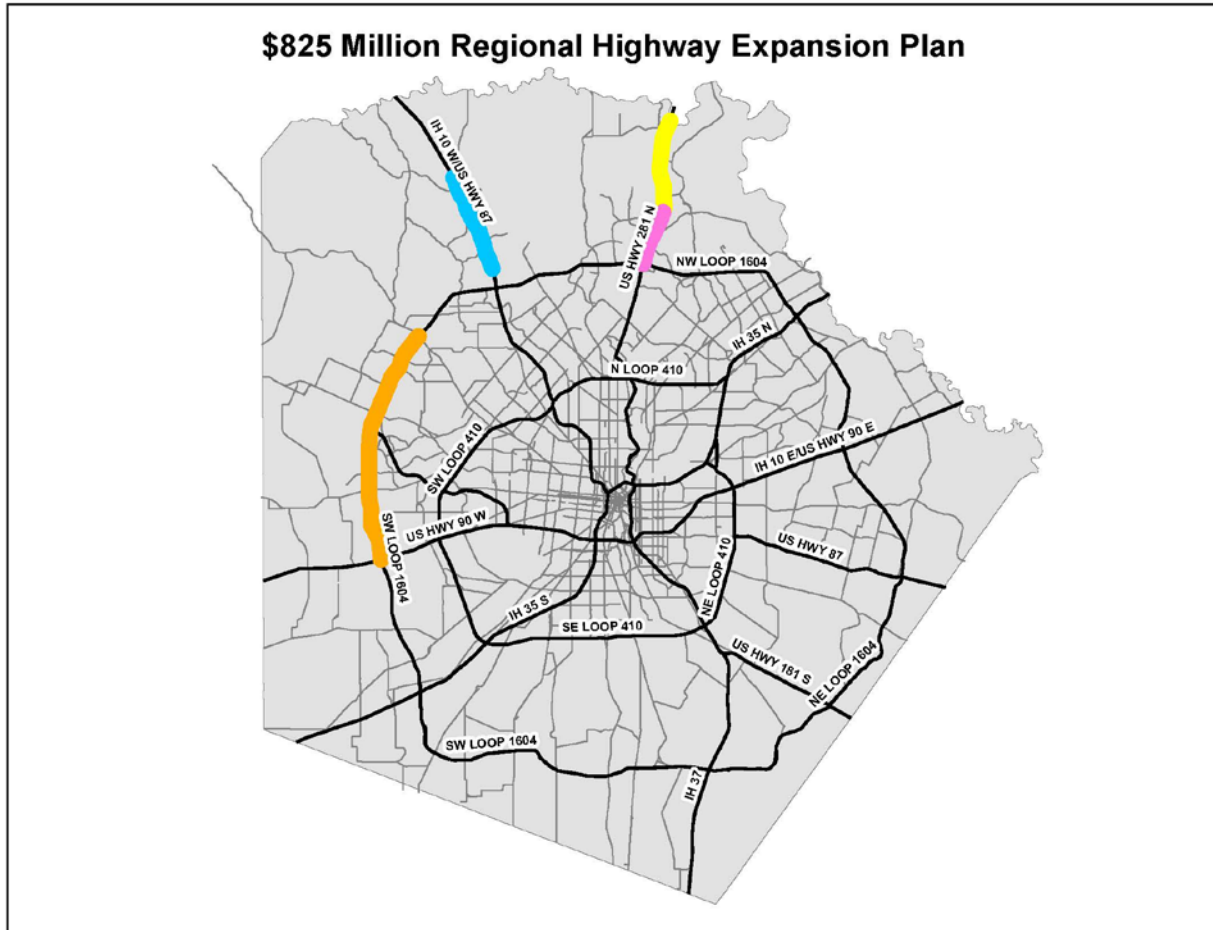 $825 Million Regional Highway Expansion Plan
IH 10 W/US HWY 87
US HWY 281 N
NW LOOP 1604
IH 35 N
N LOOP 410
SW LOOP 410
IH 10 E/US HWY 90 E
US HWY 90 W
SW LOOP 1604
US HWY 87
NE LOOP 410
IH 35 S
SE LOOP 410
US HWY 181 S
NE LOOP 1604
SW LOOP 1604
IH 37